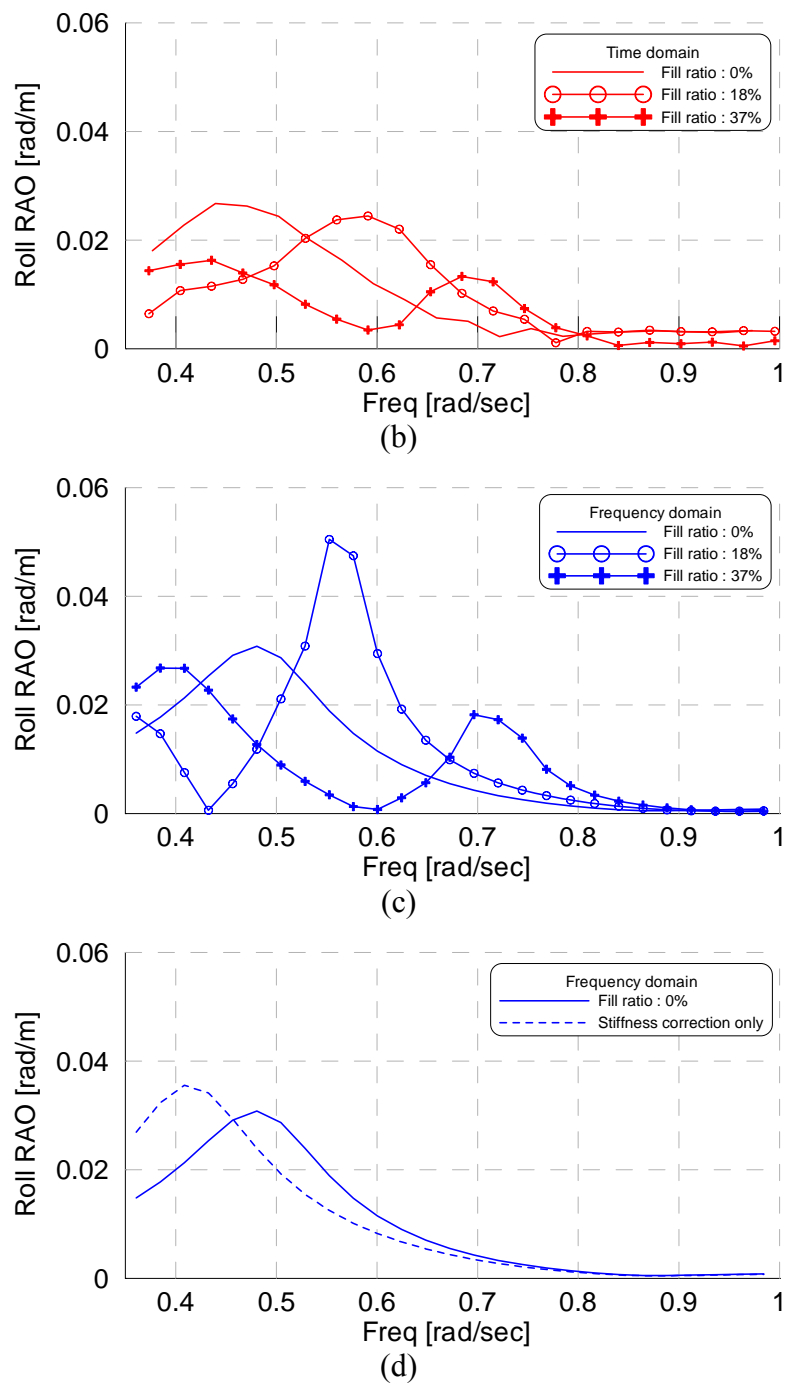 0.06
Time domain
Fill ratio : 0%
Fill ratio : 18%
Fill ratio : 37%
0.04
Roll RAO [rad/m]
0.02
0
0.4 0.5 0.6 0.7 0.8 0.9 1
Freq [rad/sec]
(b)
0.06
Frequency domain
Fill ratio : 0%
Fill ratio : 18%
Fill ratio : 37%
0.04
Roll RAO [rad/m]
0.02
0
0.4 0.5 0.6 0.7 0.8 0.9 1
Freq [rad/sec]
(c)
0.06
Frequency domain
Fill ratio : 0%
Stiffness correction only
0.04
Roll RAO [rad/m]
0.02
0
0.4 0.5 0.6 0.7 0.8 0.9 1
Freq [rad/sec]
(d)